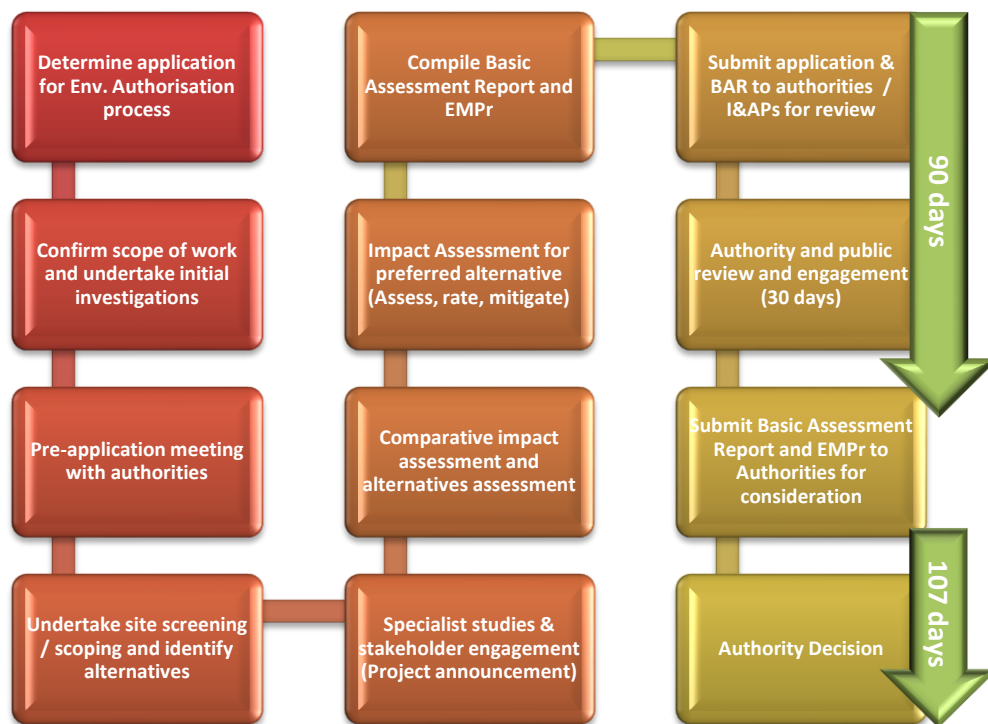 Determine application
for Env. Authorisation
process
Confirm scope of work
and undertake initial
investigations
Pre-application meeting
with authorities
Undertake site screening
/ scoping and identify
alternatives
Specialist studies &
stakeholder engagement
(Project announcement)
Comparative impact
assessment and
alternatives assessment
Impact Assessment for
preferred alternative
(Assess, rate, mitigate)
Compile Basic
Assessment Report and
EMPr
Submit application &
BAR to authorities /
I&APs for review
Authority and public
review and engagement
(30 days)
Submit Basic Assessment
Report and EMPr to
Authorities for
consideration
Authority Decision
90 days
107 days